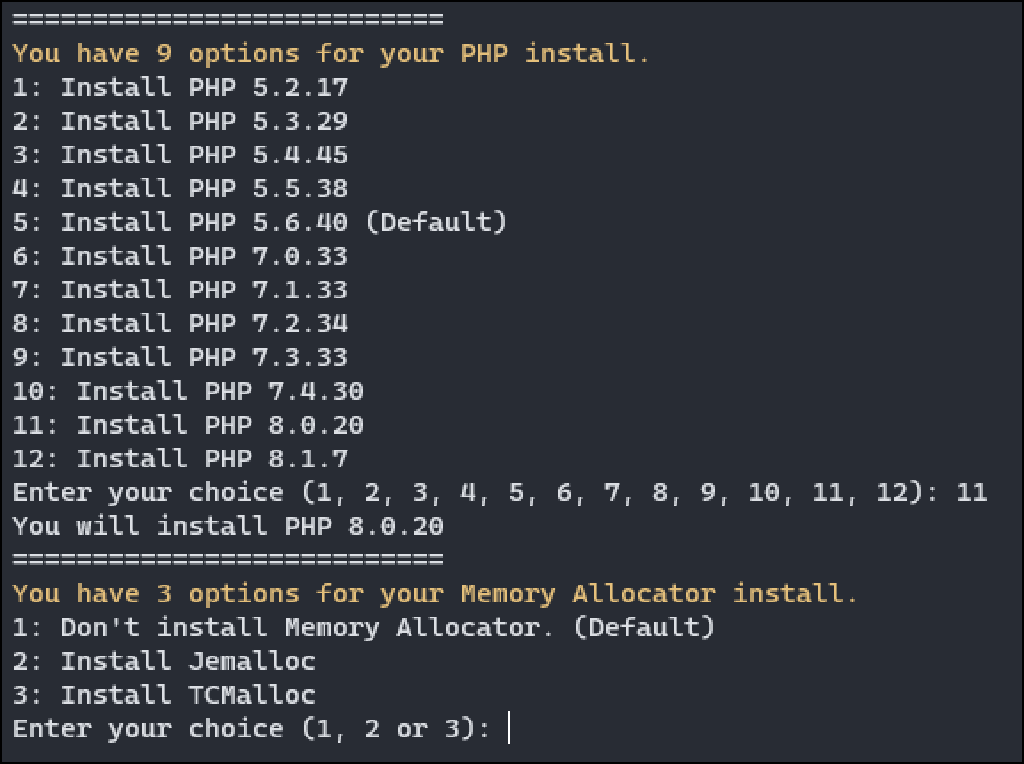 ===========================
You have 9 options for your PHP install.
1: Install PHP 5.2.17
2: Install PHP 5.3.29
3: Install PHP 5.4.45
4: Install PHP 5.5.38
5: Install PHP 5.6.40 (Default)
6: Install PHP 7.0.33
7: Install PHP 7.1.33
8: Install PHP 7.2.34
9: Install PHP 7.3.33
10: Install PHP 7.4.30
11: Install PHP 8.0.20
12: Install PHP 8.1.7
Enter your choice (1, 2, 3, 4, 5, 6, 7, 8, 9, 10, 11, 12): 11
You will install PHP 8.0.20
===========================
You have 3 options for your Memory Allocator install.
1: Don't install Memory Allocator. (Default)
2: Install Jemalloc
3: Install TCMalloc
Enter your choice (1, 2 or 3):